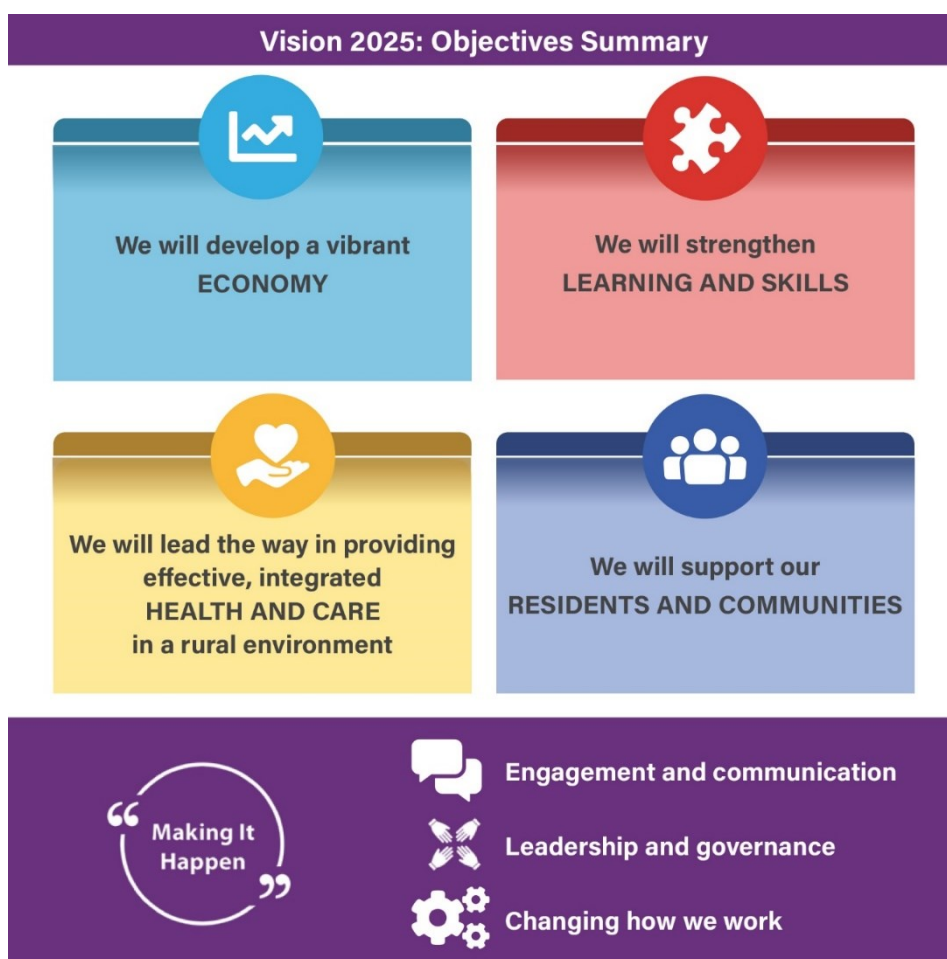 Vision 2025: Objectives Summary
We will develop a vibrant
ECONOMY
We will strengthen
LEARNING AND SKILLS
We will lead the way in providing
effective, integrated
HEALTH AND CARE
in a rural environment
We will support our
RESIDENTS AND COMMUNITIES
“Making It
Happen”
Engagement and communication
Leadership and governance
Changing how we work